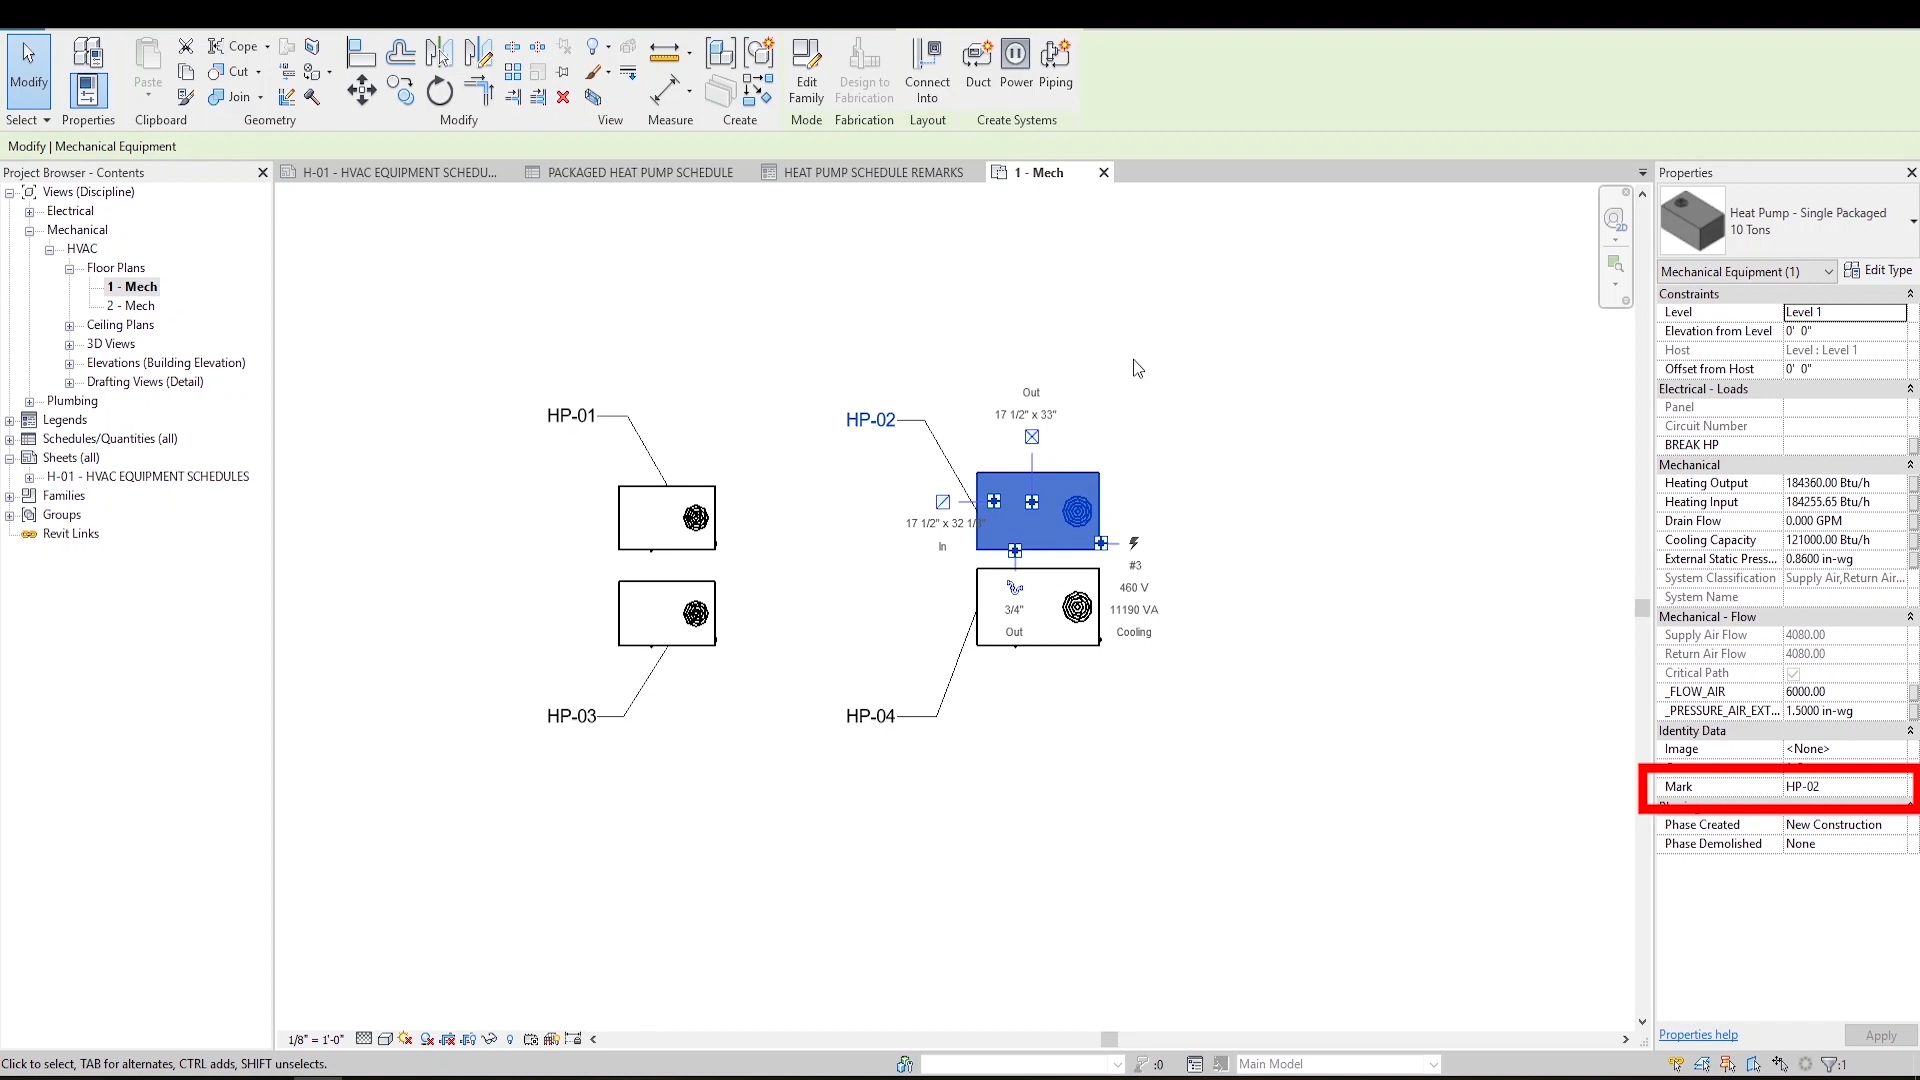 Modify
Select
Properties
Paste
Clipboard
Cope
Cut
Join
Geometry
Modify
View
Measure
Create
Edit
Family
Mode
Design to
Fabrication
Fabrication
Connect
Into
Layout
Duct
Power
Piping
Create Systems
Modify | Mechanical Equipment
Project Browser - Contents
Views (Discipline)
Electrical
Mechanical
HVAC
Floor Plans
1 - Mech
2 - Mech
Ceiling Plans
3D Views
Elevations (Building Elevation)
Drafting Views (Detail)
Plumbing
Legends
Schedules/Quantities (all)
Sheets (all)
H-01 - HVAC EQUIPMENT SCHEDULES
Families
Groups
Revit Links
H-01 - HVAC EQUIPMENT SCHEDU...
PACKAGED HEAT PUMP SCHEDULE
HEAT PUMP SCHEDULE REMARKS
1 - Mech
2D
HP-01
HP-02
Out
17 1/2" x 33"
17 1/2" x 32 1/8"
In
#3
460 V
11190 VA
Cooling
3/4"
Out
HP-03
HP-04
Properties
Heat Pump - Single Packaged
10 Tons
Mechanical Equipment (1)
Edit Type
Constraints
Level Level 1
Elevation from Level 0' 0"
Host Level : Level 1
Offset from Host 0' 0"
Electrical - Loads
Panel
Circuit Number
BREAK HP
Mechanical
Heating Output 184360.00 Btu/h
Heating Input 184255.65 Btu/h
Drain Flow 0.000 GPM
Cooling Capacity 121000.00 Btu/h
External Static Press... 0.8600 in-wg
System Classification Supply Air,Return Air...
System Name
Mechanical - Flow
Supply Air Flow 4080.00
Return Air Flow 4080.00
Critical Path
_FLOW_AIR 6000.00
_PRESSURE_AIR_EXT... 1.5000 in-wg
Identity Data
Image <None>
Mark HP-02
Phase Created New Construction
Phase Demolished None
Properties help
Apply
1/8" = 1'-0"
Click to select, TAB for alternates, CTRL adds, SHIFT unselects.
:0
Main Model
:1